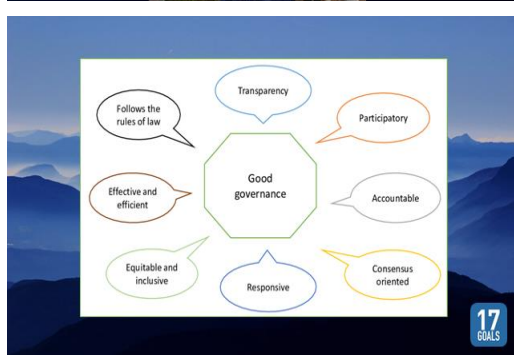 Transparency
Follows the
rules of law
Participatory
Good
governance
Effective and
efficient
Accountable
Equitable and
inclusive
Responsive
Consensus
oriented
17
GOALS